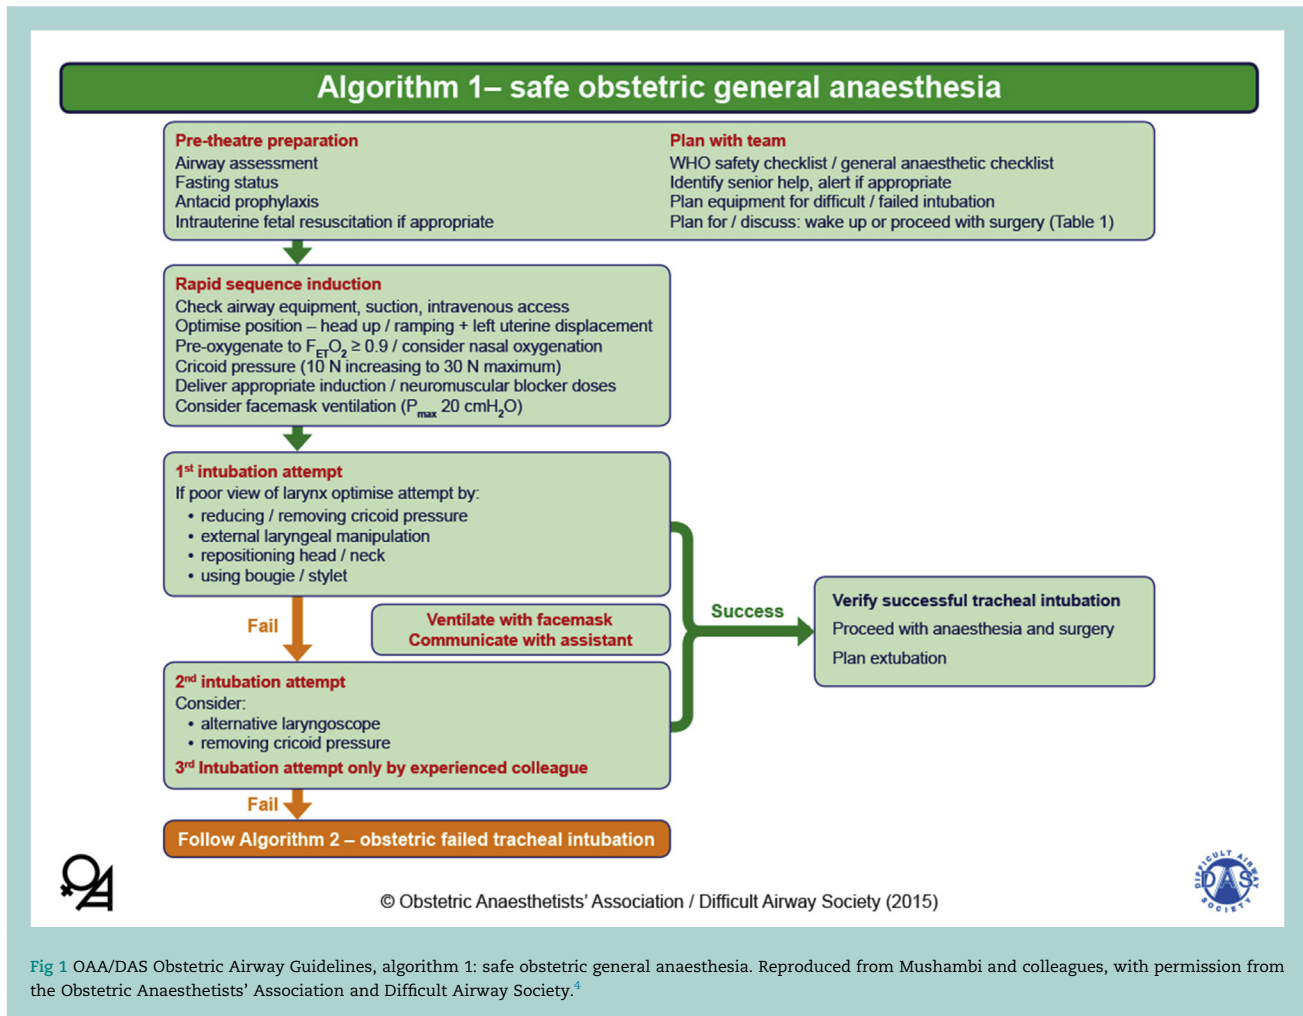 Algorithm 1– safe obstetric general anaesthesia
Pre-theatre preparation
Airway assessment
Fasting status
Antacid prophylaxis
Intrauterine fetal resuscitation if appropriate
Plan with team
WHO safety checklist / general anaesthetic checklist
Identify senior help, alert if appropriate
Plan equipment for difficult / failed intubation
Plan for / discuss: wake up or proceed with surgery (Table 1)
Rapid sequence induction
Check airway equipment, suction, intravenous access
Optimise position – head up / ramping + left uterine displacement
Pre-oxygenate to FETO2 ≥ 0.9 / consider nasal oxygenation
Cricoid pressure (10 N increasing to 30 N maximum)
Deliver appropriate induction / neuromuscular blocker doses
Consider facemask ventilation (Pmax 20 cmH2O)
1st intubation attempt
If poor view of larynx optimise attempt by:
• reducing / removing cricoid pressure
• external laryngeal manipulation
• repositioning head / neck
• using bougie / stylet
Fail
Ventilate with facemask
Communicate with assistant
Success
Verify successful tracheal intubation
Proceed with anaesthesia and surgery
Plan extubation
2nd intubation attempt
Consider:
• alternative laryngoscope
• removing cricoid pressure
3rd Intubation attempt only by experienced colleague
Fail
Follow Algorithm 2 – obstetric failed tracheal intubation
OA
DIFFICULT AIRWAY
DAS
SOCIETY
© Obstetric Anaesthetists' Association / Difficult Airway Society (2015)
Fig 1 OAA/DAS Obstetric Airway Guidelines, algorithm 1: safe obstetric general anaesthesia. Reproduced from Mushambi and colleagues, with permission from
the Obstetric Anaesthetists' Association and Difficult Airway Society.4